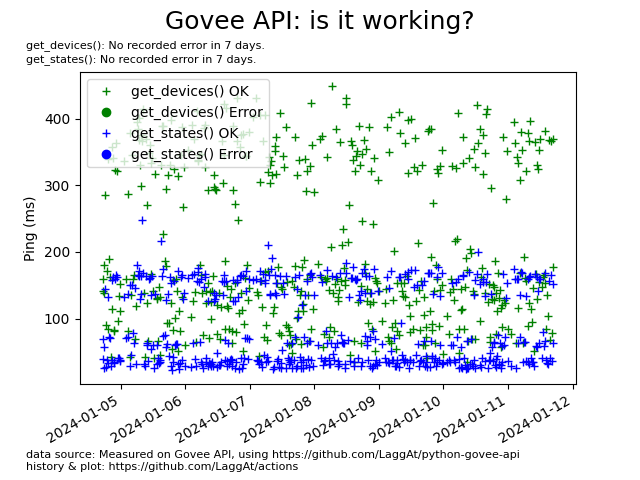 Govee API: is it working?
get_devices(): No recorded error in 7 days.
get_states(): No recorded error in 7 days.
get_devices() OK
get_devices() Error
get_states() OK
get_states() Error
Ping (ms)
400
300
200
100
2024-01-05
2024-01-06
2024-01-07
2024-01-08
2024-01-09
2024-01-10
2024-01-11
2024-01-12
data source: Measured on Govee API, using https://github.com/LaggAt/python-govee-api
history & plot: https://github.com/LaggAt/actions